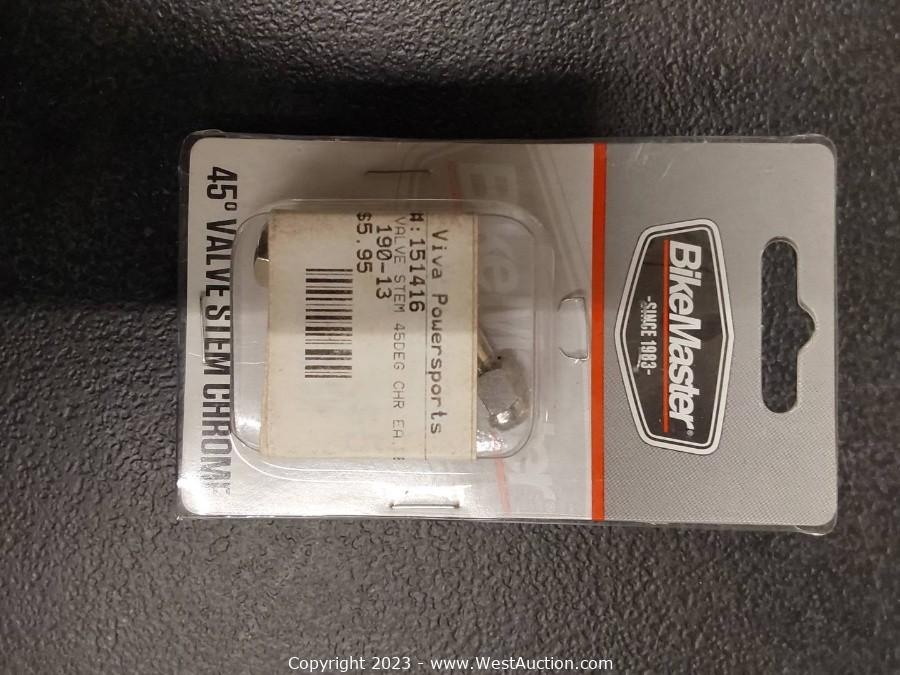 BikeMaster®
-SINCE 1983-
Viva Powersports
#:151416
VALVE STEM 45DEG CHR EA.
190-13
$5.95
45º VALVE STEM CHROME
Copyright 2023 - www.WestAuction.com